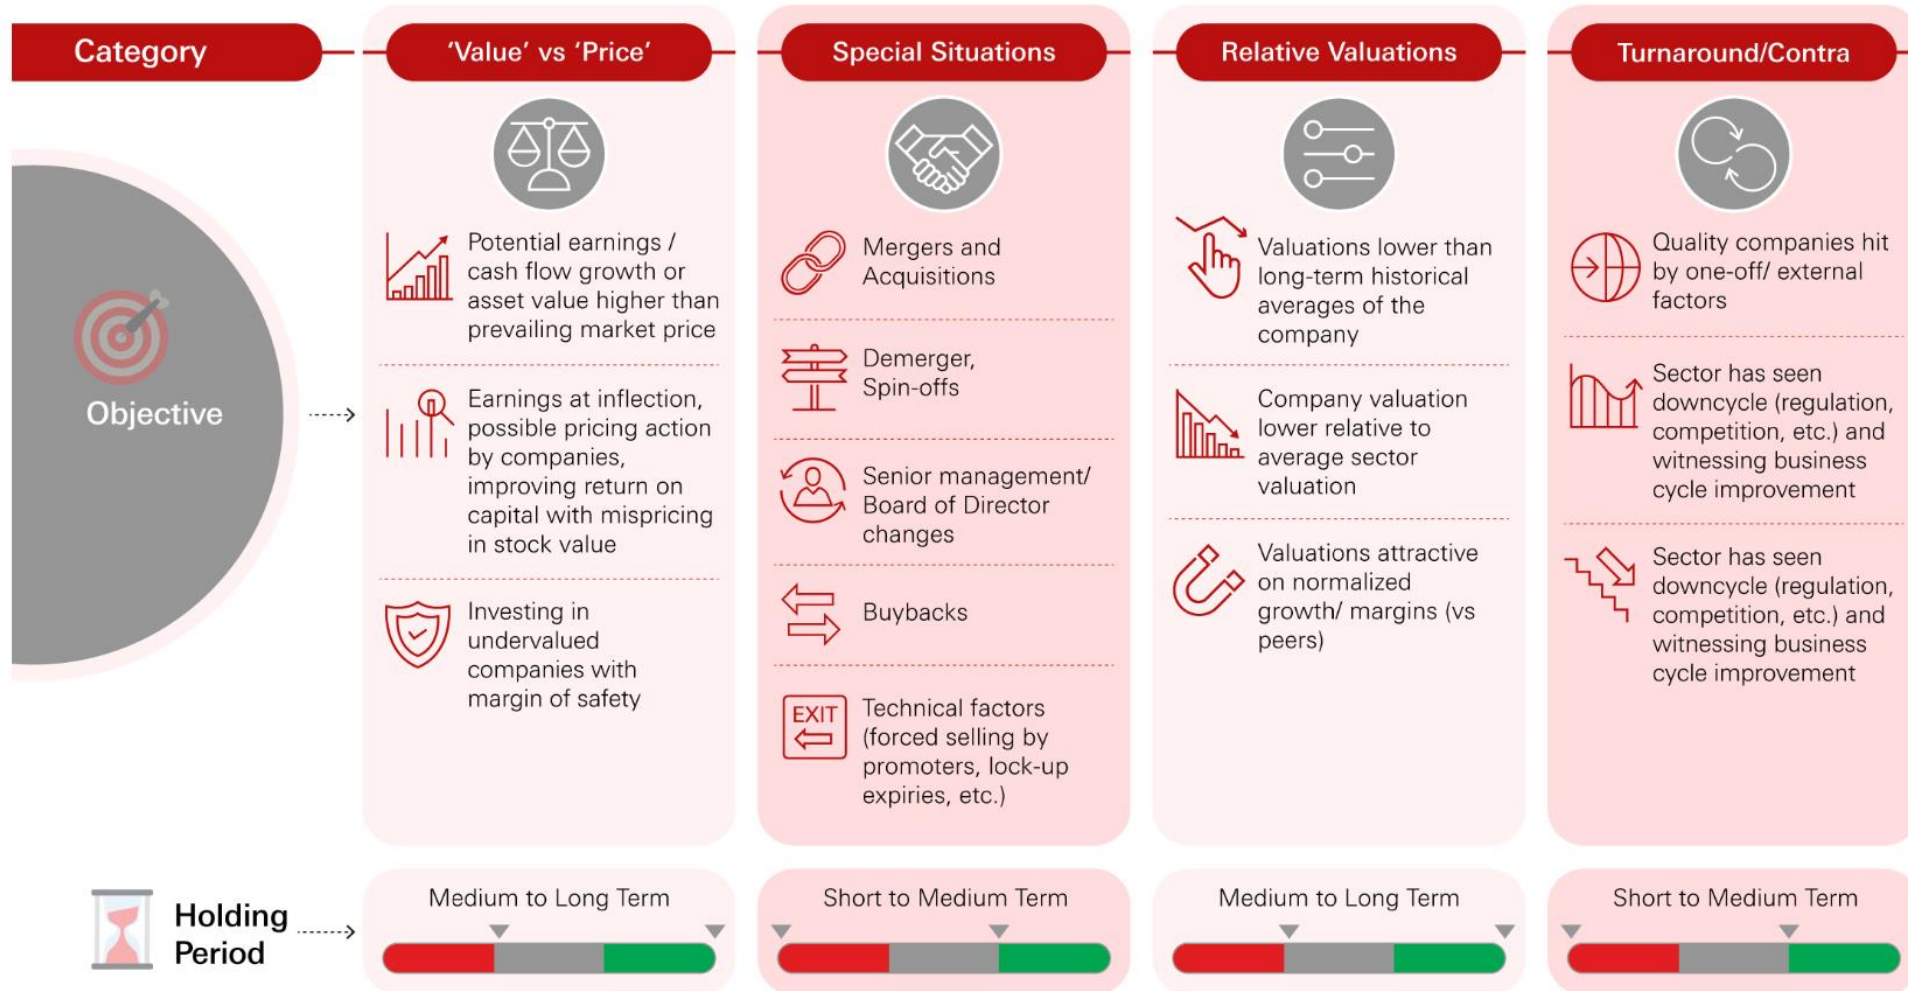 Category
'Value' vs 'Price'
Special Situations
Relative Valuations
Turnaround/Contra
Objective
Potential earnings /
cash flow growth or
asset value higher than
prevailing market price
Earnings at inflection,
possible pricing action
by companies,
improving return on
capital with mispricing
in stock value
Investing in
undervalued
companies with
margin of safety
Mergers and
Acquisitions
Demerger,
Spin-offs
Senior management/
Board of Director
changes
Buybacks
EXIT
Technical factors
(forced selling by
promoters, lock-up
expiries, etc.)
Valuations lower than
long-term historical
averages of the
company
Company valuation
lower relative to
average sector
valuation
Valuations attractive
on normalized
growth/ margins (vs
peers)
Quality companies hit
by one-off/ external
factors
Sector has seen
downcycle (regulation,
competition, etc.) and
witnessing business
cycle improvement
Sector has seen
downcycle (regulation,
competition, etc.) and
witnessing business
cycle improvement
Holding
Period
Medium to Long Term
Short to Medium Term
Medium to Long Term
Short to Medium Term